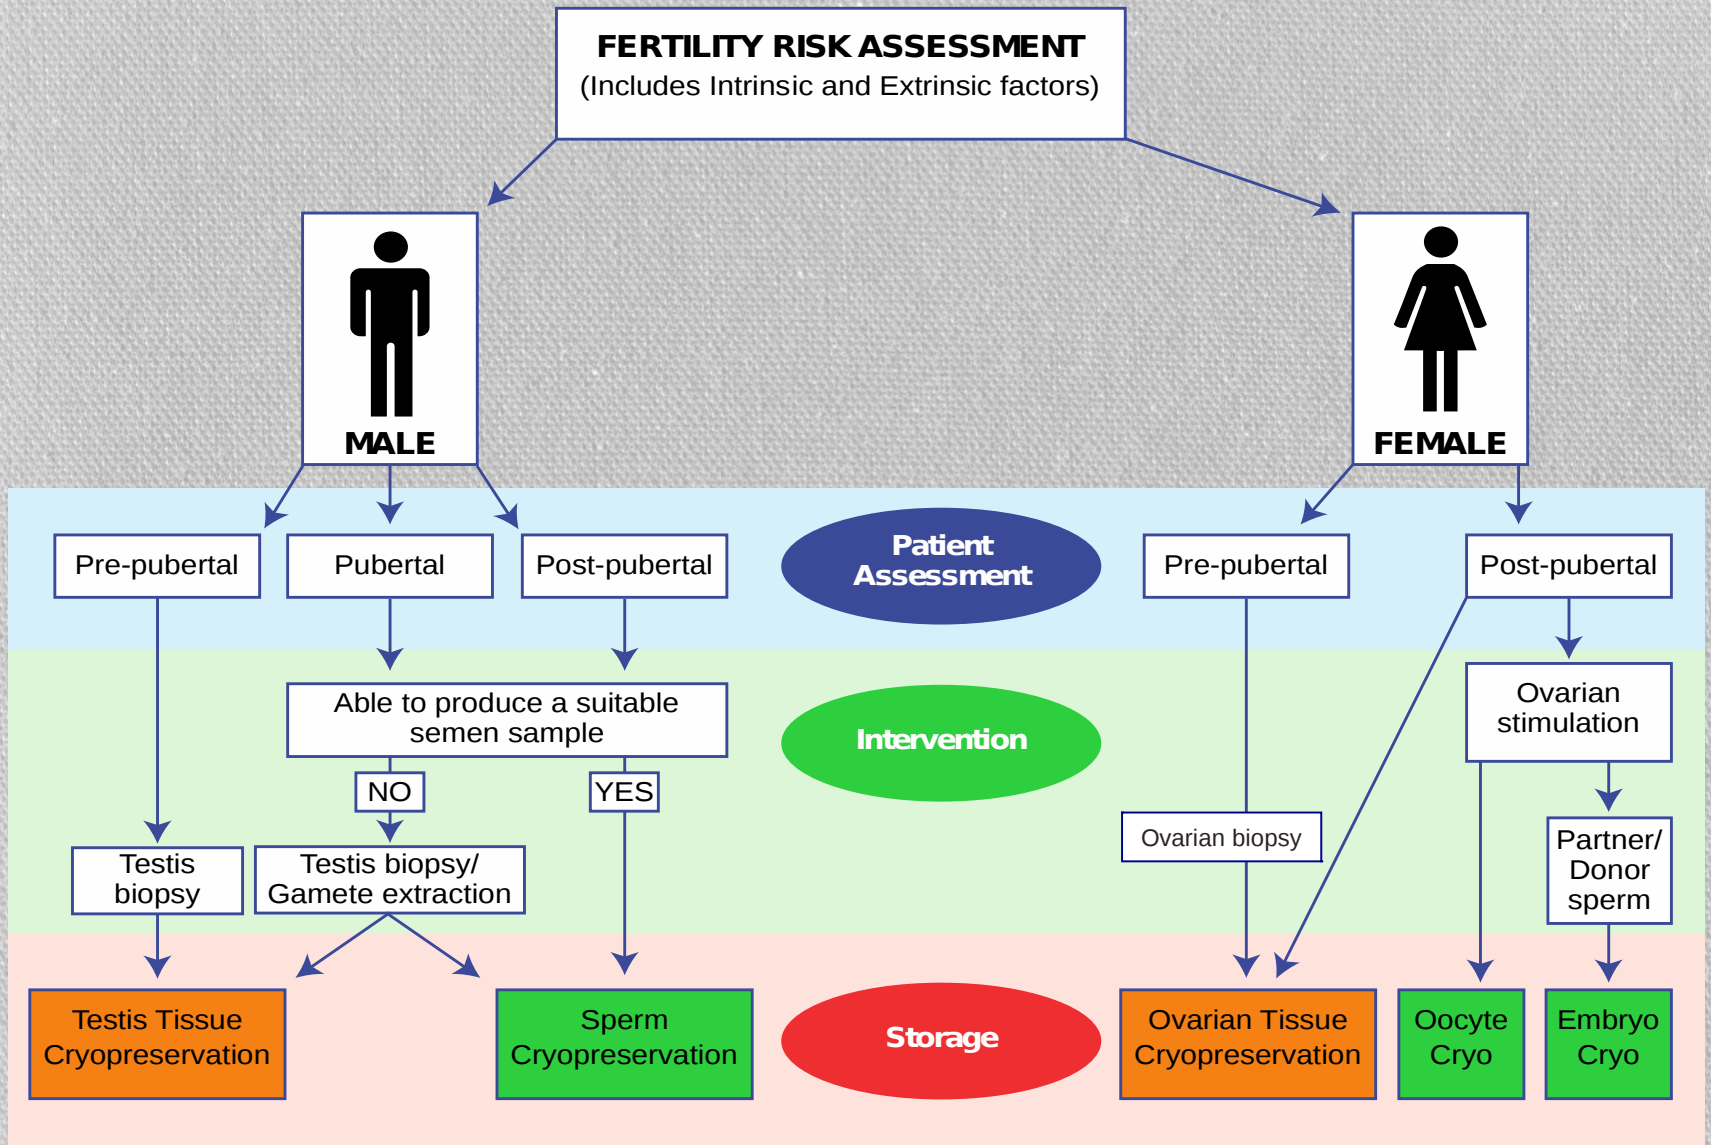 FERTILITY RISK ASSESSMENT
(Includes Intrinsic and Extrinsic factors)
MALE
FEMALE
Pre-pubertal
Pubertal
Post-pubertal
Patient
Assessment
Pre-pubertal
Post-pubertal
Able to produce a suitable
semen sample
NO
YES
Intervention
Ovarian
stimulation
Testis
biopsy
Testis biopsy/
Gamete extraction
Ovarian biopsy
Partner/
Donor
sperm
Testis Tissue
Cryopreservation
Sperm
Cryopreservation
Storage
Ovarian Tissue
Cryopreservation
Oocyte
Cryo
Embryo
Cryo